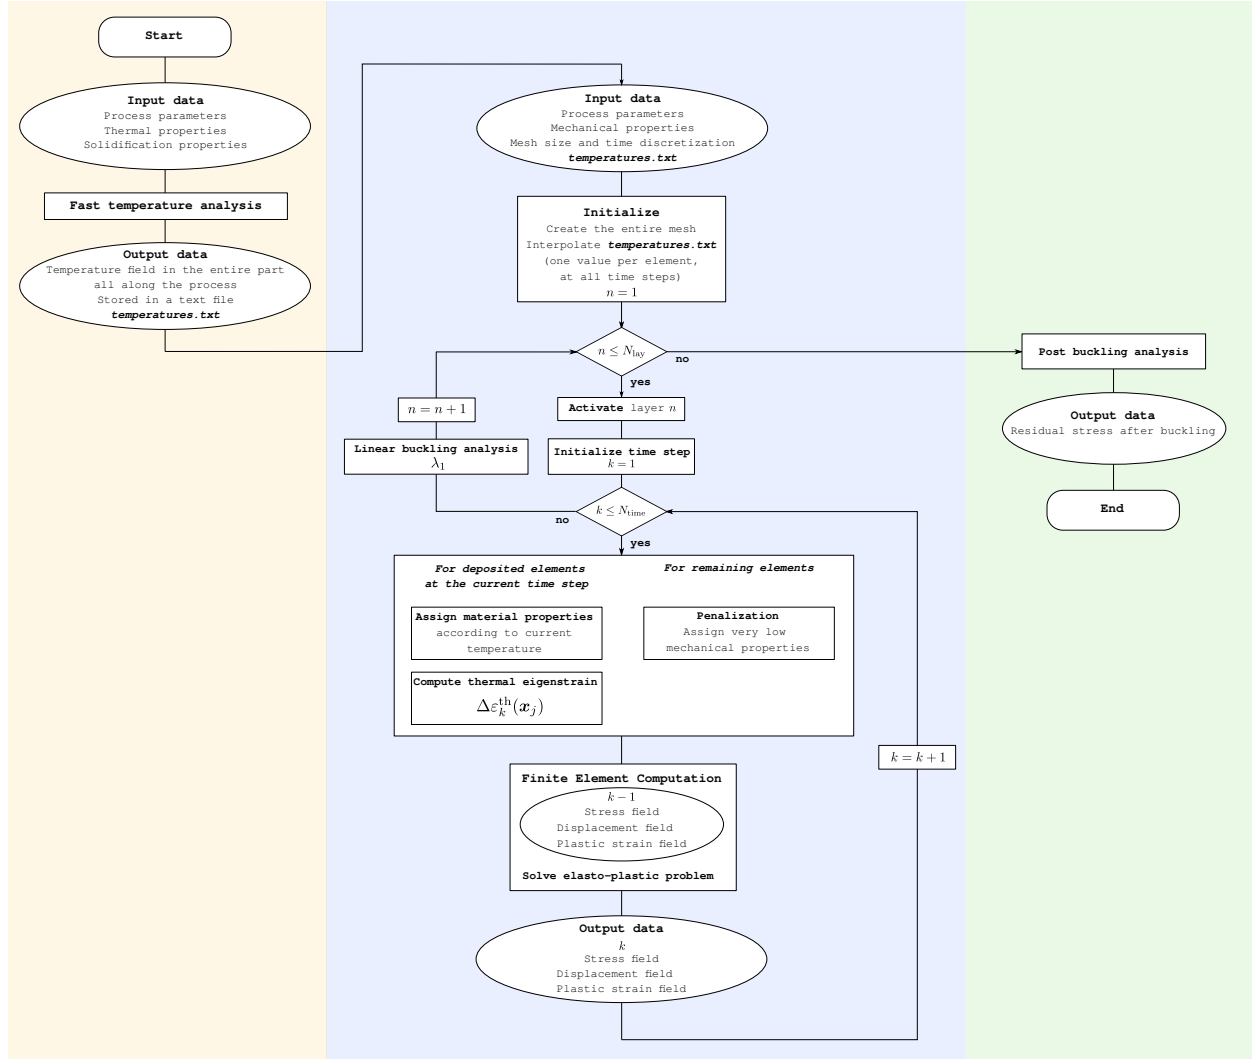 Start
Input data
Process parameters
Thermal properties
Solidification properties
Fast temperature analysis
Output data
Temperature field in the entire part
all along the process
Stored in a text file
temperatures.txt
Input data
Process parameters
Mechanical properties
Mesh size and time discretization
temperatures.txt
Initialize
Create the entire mesh
Interpolate temperatures.txt
(one value per element,
at all time steps)
n = 1
n ≤ N_lay
no
yes
Activate layer n
Initialize time step
k = 1
k ≤ N_time
no
yes
Linear buckling analysis
λ₁
n = n + 1
For deposited elements
at the current time step
Assign material properties
according to current
temperature
Compute thermal eigenstrain
Δε_k^th(x_j)
For remaining elements
Penalization
Assign very low
mechanical properties
Finite Element Computation
k − 1
Stress field
Displacement field
Plastic strain field
Solve elasto-plastic problem
Output data
k
Stress field
Displacement field
Plastic strain field
k = k + 1
Post buckling analysis
Output data
Residual stress after buckling
End